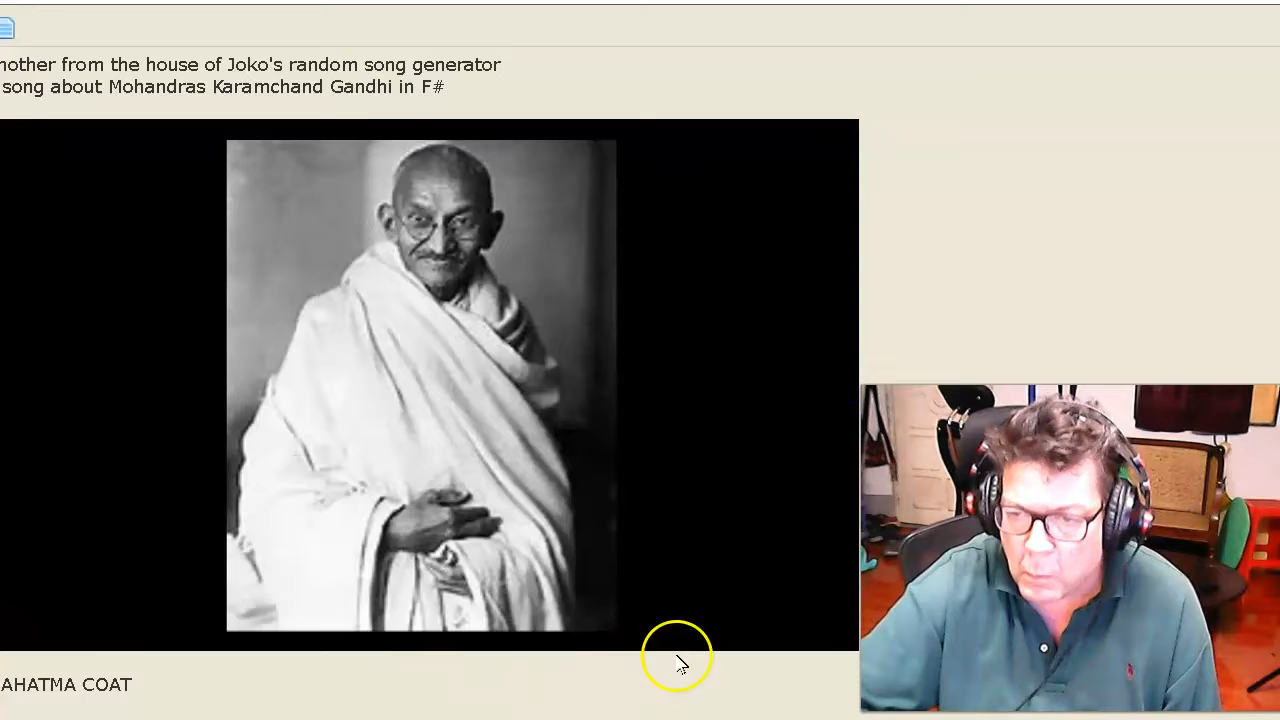 nother from the house of Joko's random song generator
song about Mohandras Karamchand Gandhi in F#
AHATMA COAT